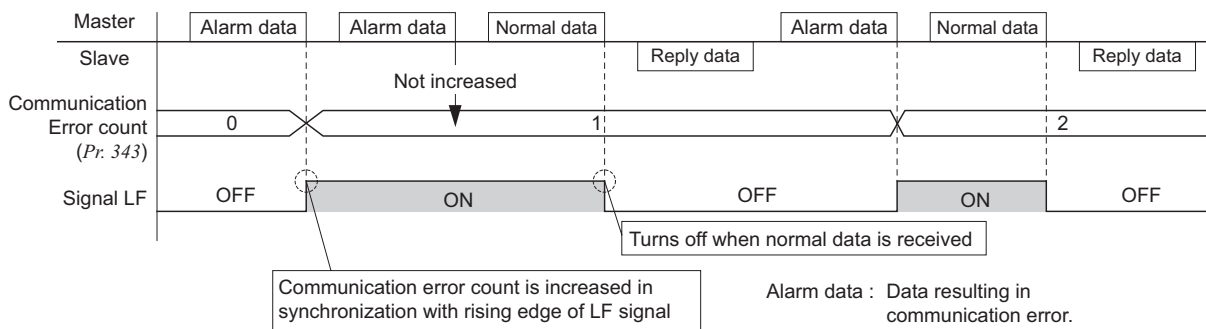 Master
Alarm data
Alarm data
Normal data
Alarm data
Normal data
Slave
Reply data
Reply data
Not increased
Communication
Error count
(Pr. 343)
0
1
2
Signal LF
OFF
ON
OFF
ON
OFF
Turns off when normal data is received
Communication error count is increased in
synchronization with rising edge of LF signal
Alarm data : Data resulting in
communication error.